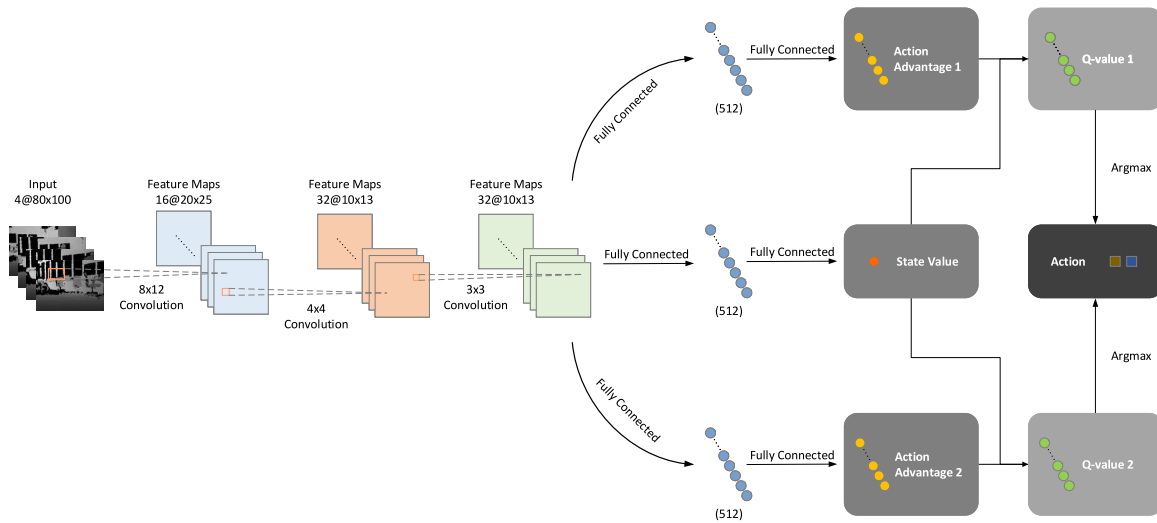 Input
4@80x100
Feature Maps
16@20x25
Feature Maps
32@10x13
Feature Maps
32@10x13
8x12
Convolution
4x4
Convolution
3x3
Convolution
Fully Connected
(512)
Fully Connected
Action
Advantage 1
Q-value 1
Argmax
Fully Connected
(512)
Fully Connected
State Value
Action
Argmax
Fully Connected
(512)
Fully Connected
Action
Advantage 2
Q-value 2